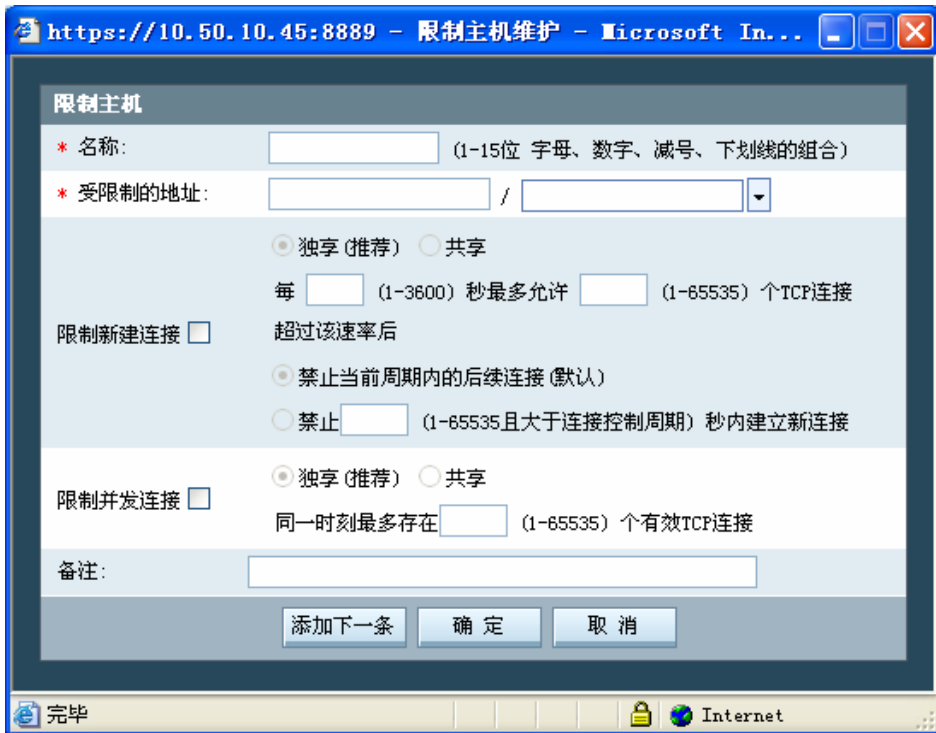 https://10.50.10.45:8889 - 限制主机维护 - Microsoft In...
限制主机
* 名称: (1-15位 字母、数字、减号、下划线的组合)
* 受限制的地址: /
独享(推荐) 共享
每 (1-3600) 秒最多允许 (1-65535) 个TCP连接
限制新建连接
超过该速率后
禁止当前周期内的后续连接(默认)
禁止 (1-65535且大于连接控制周期) 秒内建立新连接
独享(推荐) 共享
限制并发连接
同一时刻最多存在 (1-65535) 个有效TCP连接
备注:
添加下一条 确 定 取 消
完毕 Internet